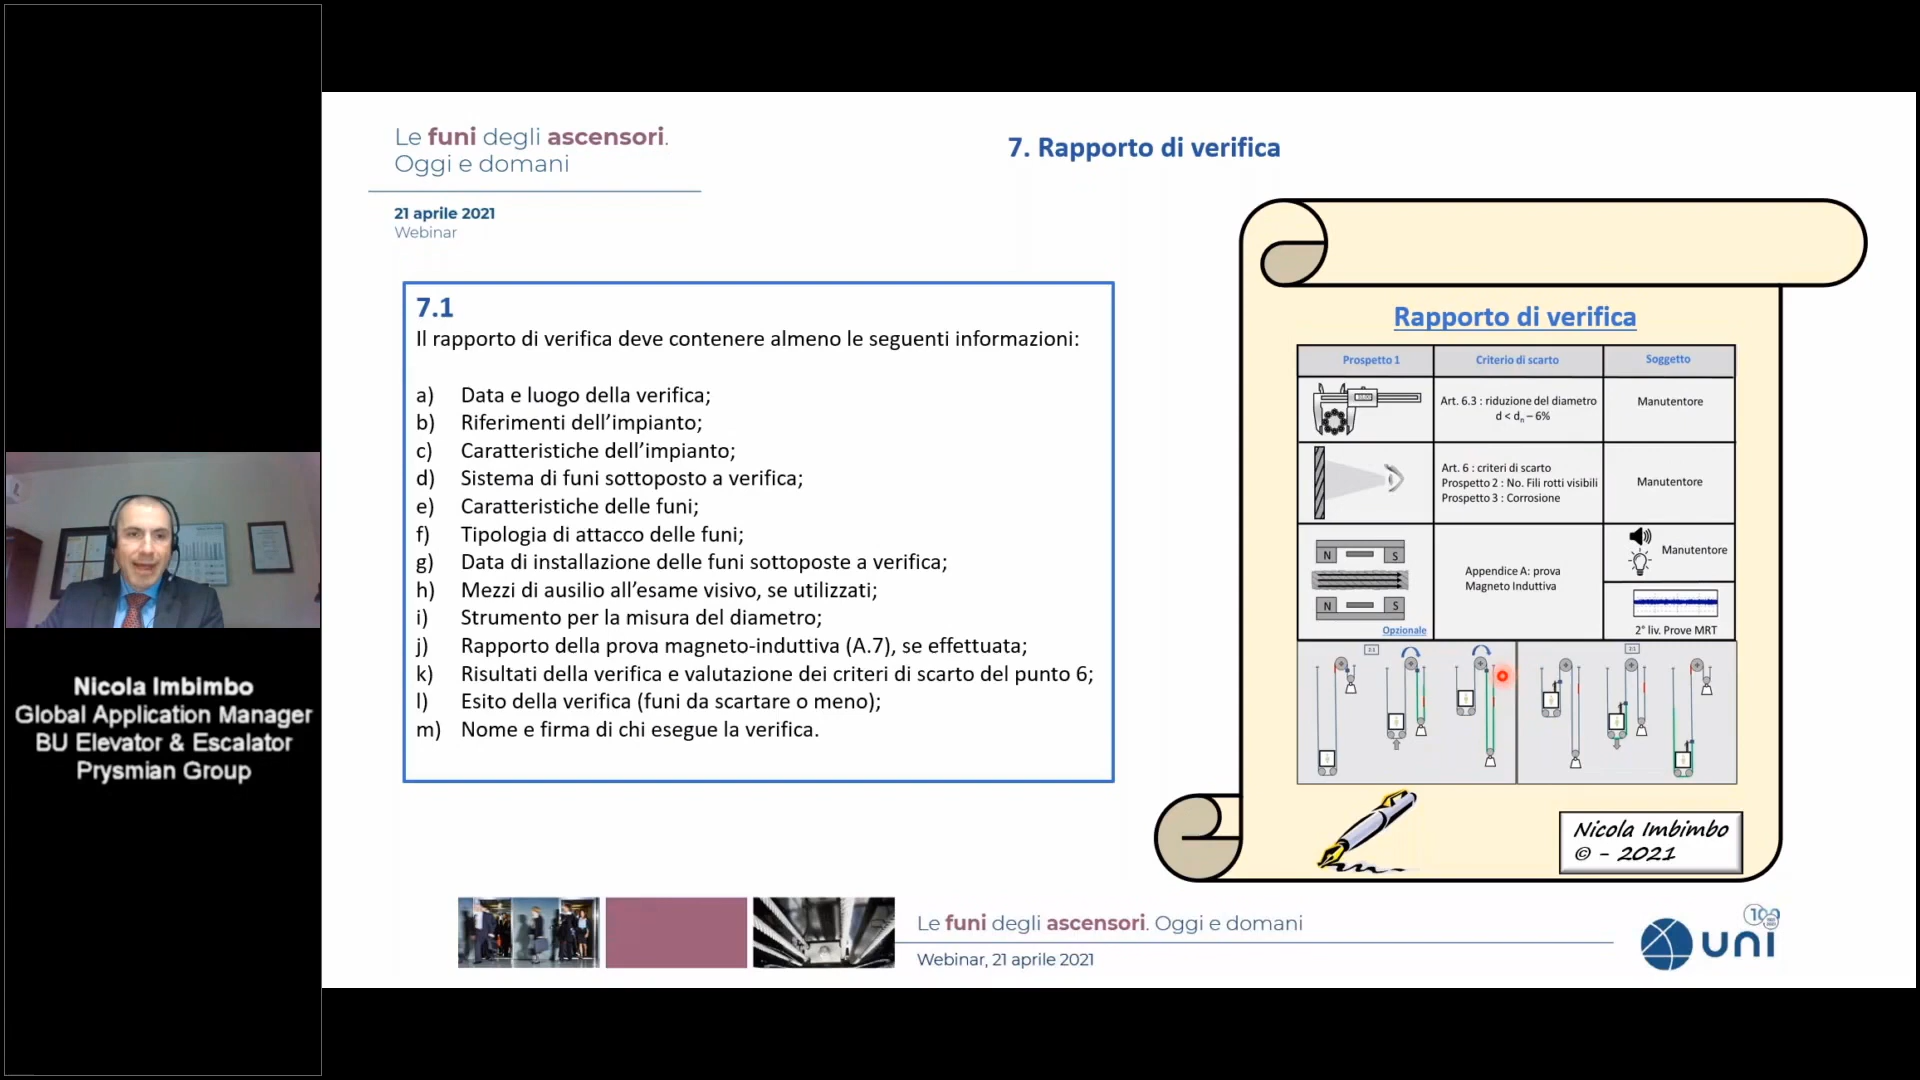 Le funi degli ascensori.
Oggi e domani
21 aprile 2021
Webinar
7. Rapporto di verifica
7.1
Il rapporto di verifica deve contenere almeno le seguenti informazioni:
a) Data e luogo della verifica;
b) Riferimenti dell’impianto;
c) Caratteristiche dell’impianto;
d) Sistema di funi sottoposto a verifica;
e) Caratteristiche delle funi;
f) Tipologia di attacco delle funi;
g) Data di installazione delle funi sottoposte a verifica;
h) Mezzi di ausilio all’esame visivo, se utilizzati;
i) Strumento per la misura del diametro;
j) Rapporto della prova magneto-induttiva (A.7), se effettuata;
k) Risultati della verifica e valutazione dei criteri di scarto del punto 6;
l) Esito della verifica (funi da scartare o meno);
m) Nome e firma di chi esegue la verifica.
Rapporto di verifica
Prospetto 1 Criterio di scarto Soggetto
Art. 6.3 : riduzione del diametro
d < dn – 6%
Manutentore
Art. 6 : criteri di scarto
Prospetto 2 : No. Fili rotti visibili
Prospetto 3 : Corrosione
Manutentore
N S
N S
Opzionale
Appendice A: prova
Magneto Induttiva
Manutentore
2° liv. Prove MRT
Nicola Imbimbo
© - 2021
Nicola Imbimbo
Global Application Manager
BU Elevator & Escalator
Prysmian Group
Le funi degli ascensori. Oggi e domani
Webinar, 21 aprile 2021
uni